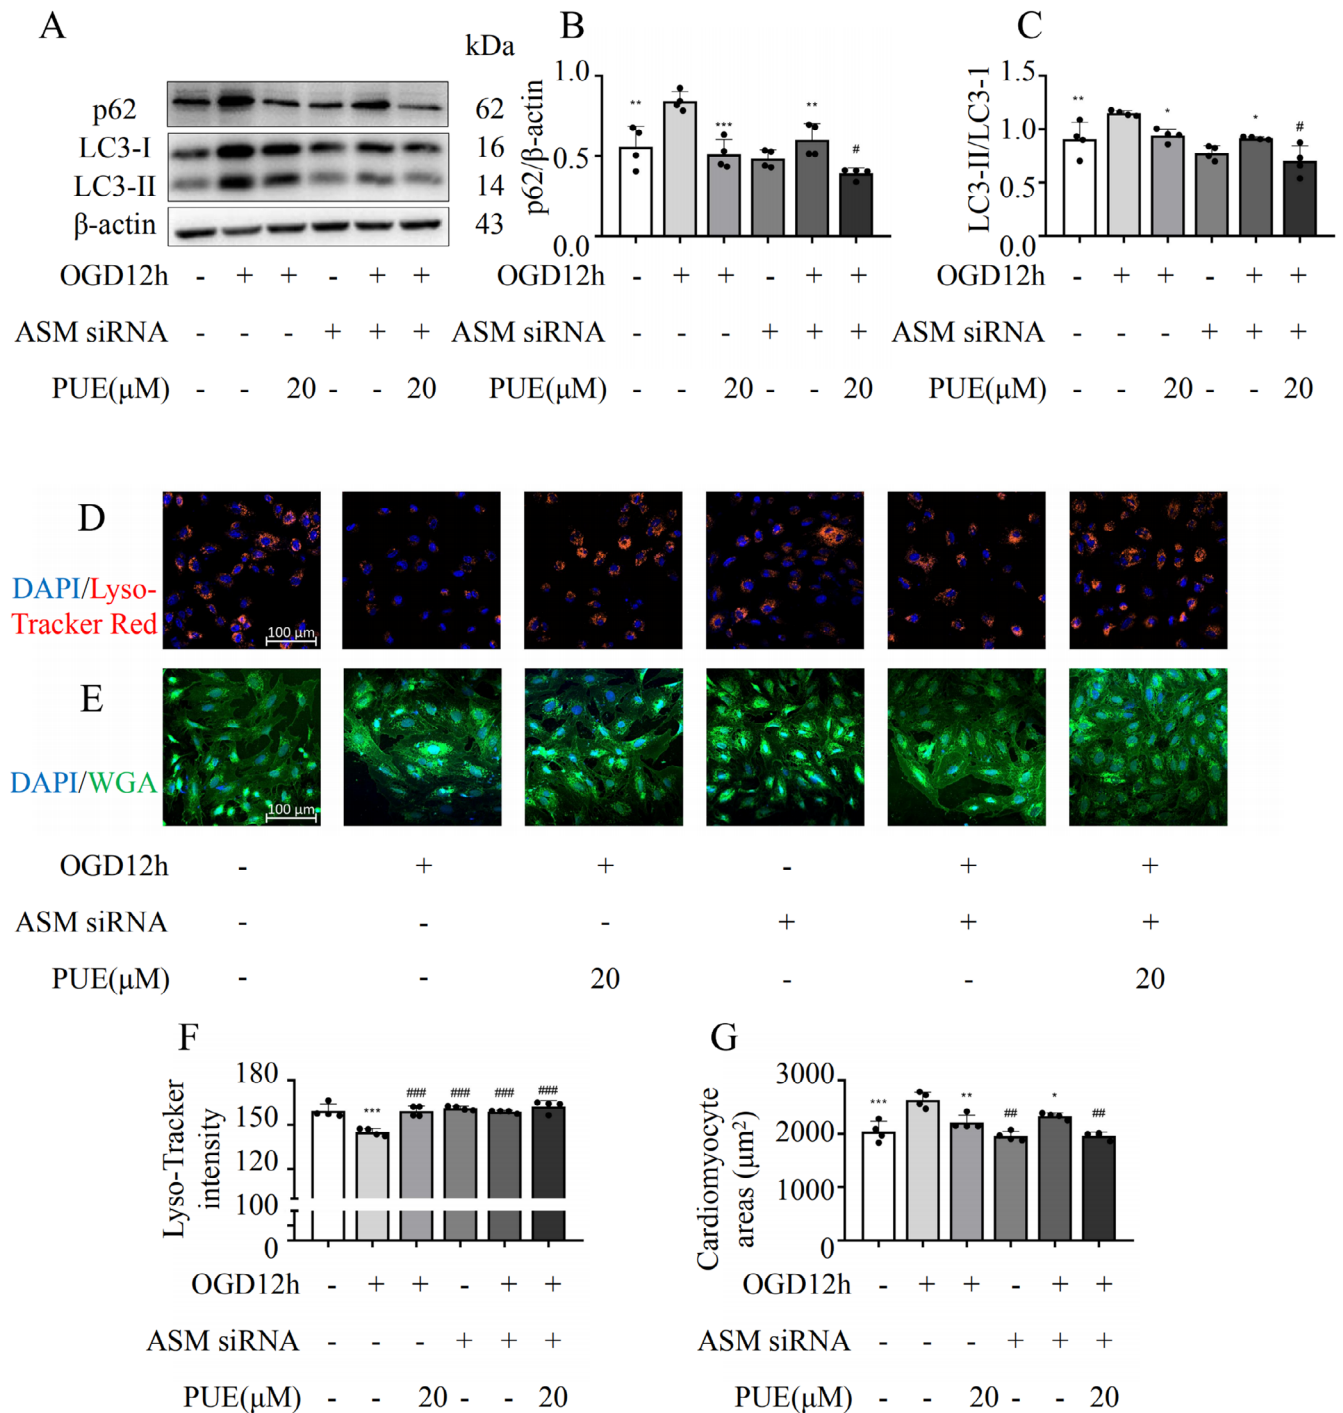 A
kDa
p62
62
LC3-I
16
LC3-II
14
β-actin
43
OGD12h - + + - + +
ASM siRNA - - - + + +
PUE(μM) - - 20 - - 20
B
p62/β-actin
1.0
0.5
0.0
** *** ** #
OGD12h - + + - + +
ASM siRNA - - - + + +
PUE(μM) - - 20 - - 20
C
LC3-II/LC3-1
1.5
1.0
0.5
0.0
** * * #
OGD12h - + + - + +
ASM siRNA - - - + + +
PUE(μM) - - 20 - - 20
D
DAPI/Lyso-
Tracker Red
100 μm
E
DAPI/WGA
100 μm
OGD12h - + + - + +
ASM siRNA - - - + + +
PUE(μM) - - 20 - - 20
F
Lyso-Tracker
intensity
180
150
120
100
0
*** ### ### ### ###
OGD12h - + + - + +
ASM siRNA - - - + + +
PUE(μM) - - 20 - - 20
G
Cardiomyocyte
areas (μm²)
3000
2000
1000
0
*** ** ## * ##
OGD12h - + + - + +
ASM siRNA - - - + + +
PUE(μM) - - 20 - - 20